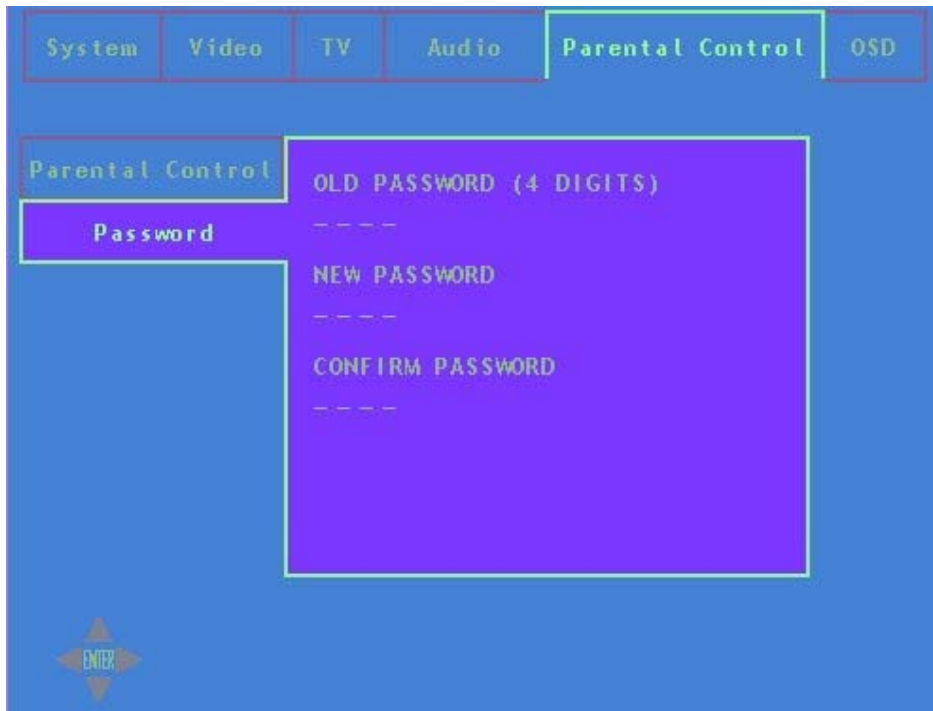 System Video TV Audio Parental Control OSD
Parental Control
Password
OLD PASSWORD (4 DIGITS)
_ _ _ _
NEW PASSWORD
_ _ _ _
CONFIRM PASSWORD
_ _ _ _
ENTER